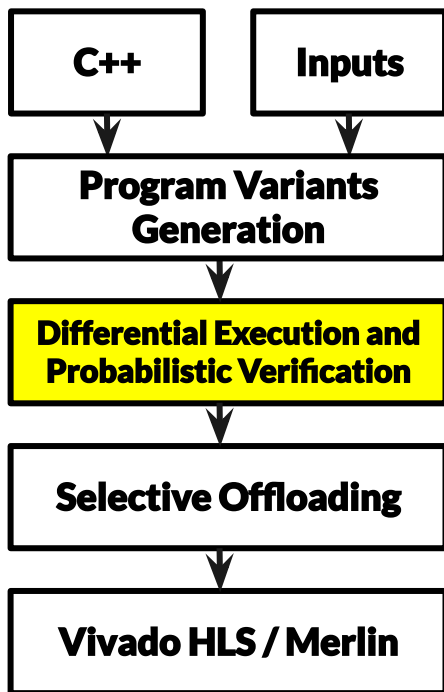 C++
Inputs
Program Variants
Generation
Differential Execution and
Probabilistic Verification
Selective Offloading
Vivado HLS / Merlin